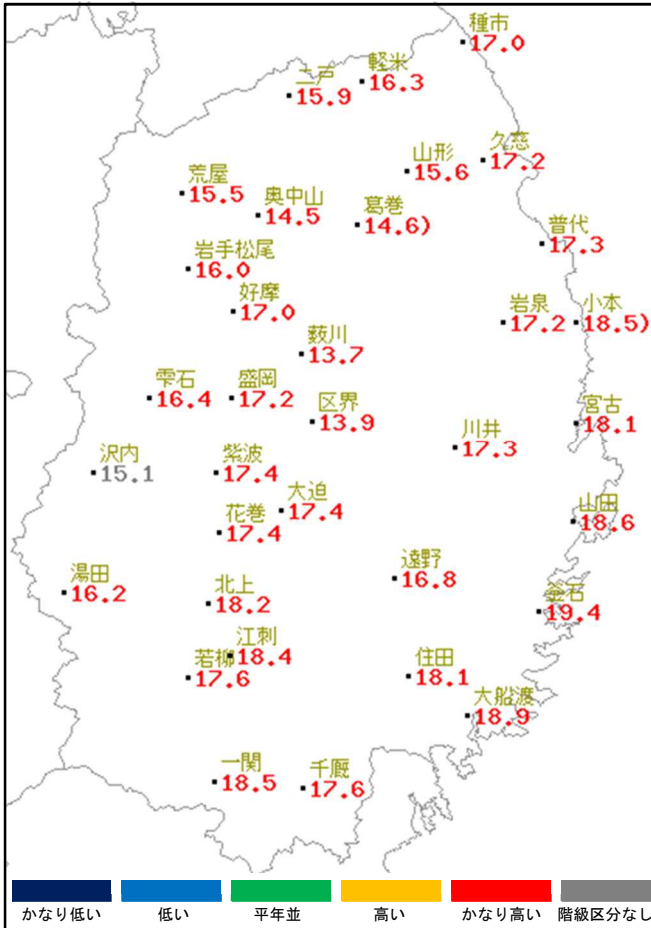 種市
17.0
軽米
16.3
二戸
15.9
久慈
17.2
山形
15.6
荒屋
15.5
奥中山
14.5
葛巻
14.6)
普代
17.3
岩手松尾
16.0
好摩
17.0
岩泉
17.2
小本
18.5)
薮川
13.7
雫石
16.4
盛岡
17.2
区界
13.9
宮古
18.1
川井
17.3
沢内
15.1
紫波
17.4
大迫
17.4
花巻
17.4
山田
18.6
遠野
16.8
湯田
16.2
北上
18.2
釜石
19.4
江刺
18.4
若柳
17.6
住田
18.1
大船渡
18.9
一関
18.5
千厩
17.6
かなり低い 低い 平年並 高い かなり高い 階級区分なし